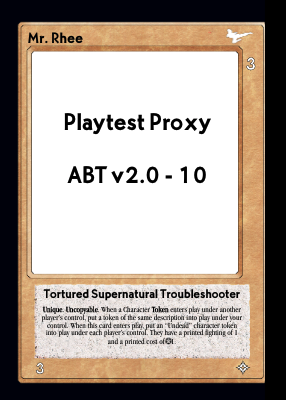 Mr. Rhee
3
Playtest Proxy
ABT v2.0 - 10
Tortured Supernatural Troubleshooter
Unique. Uncopyable. When a Character Token enters play under another
player's control, put a token of the same description into play under your
control. When this card enters play, put an "Undead" character token
into play under each player's control. They have a printed fighting of 1
and a printed cost of 0.
3